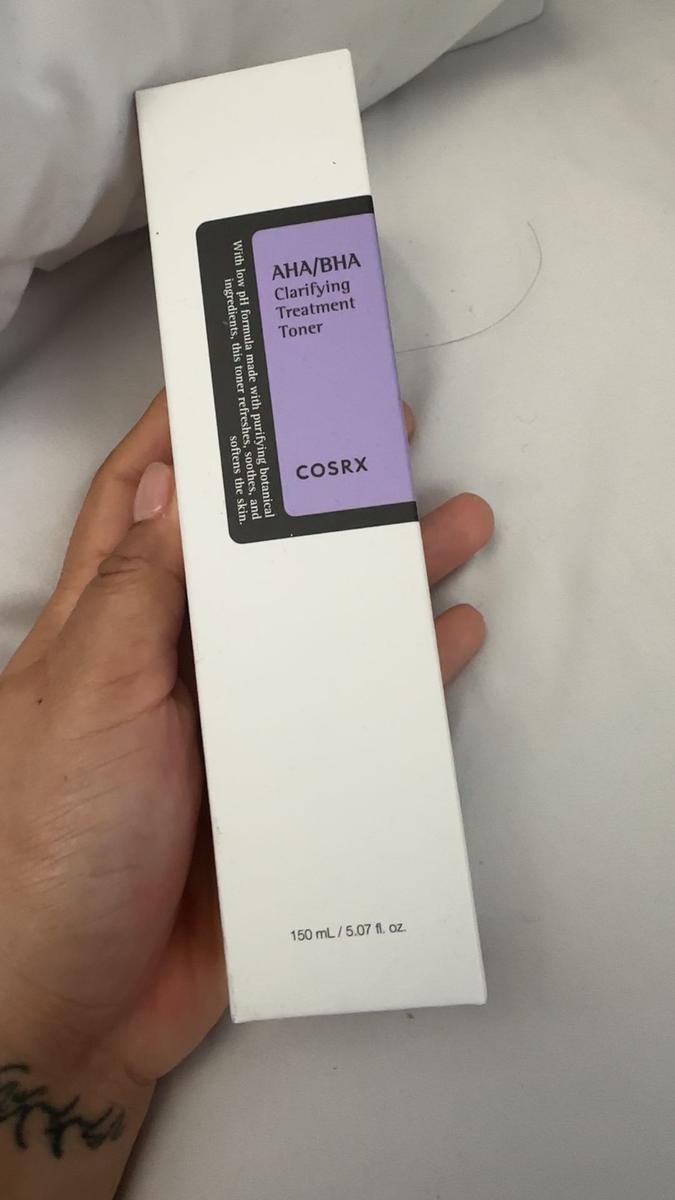 AHA/BHA
Clarifying
Treatment
Toner
COSRX
With low pH formula made with purifying botanical
ingredients, this toner refreshes, soothes, and
softens the skin.
150 mL / 5.07 fl. oz.